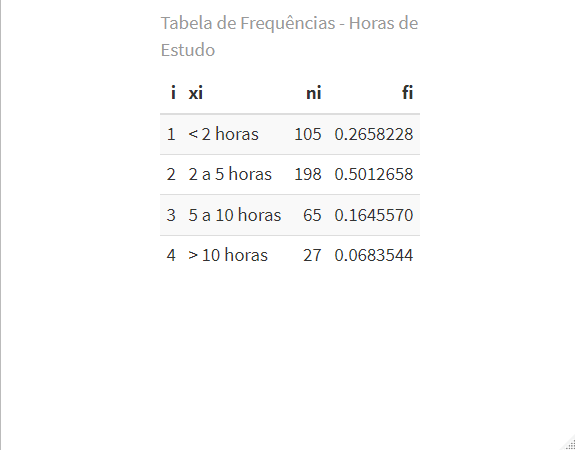 Tabela de Frequências - Horas de
Estudo
i xi ni fi
1 < 2 horas 105 0.2658228
2 2 a 5 horas 198 0.5012658
3 5 a 10 horas 65 0.1645570
4 > 10 horas 27 0.0683544